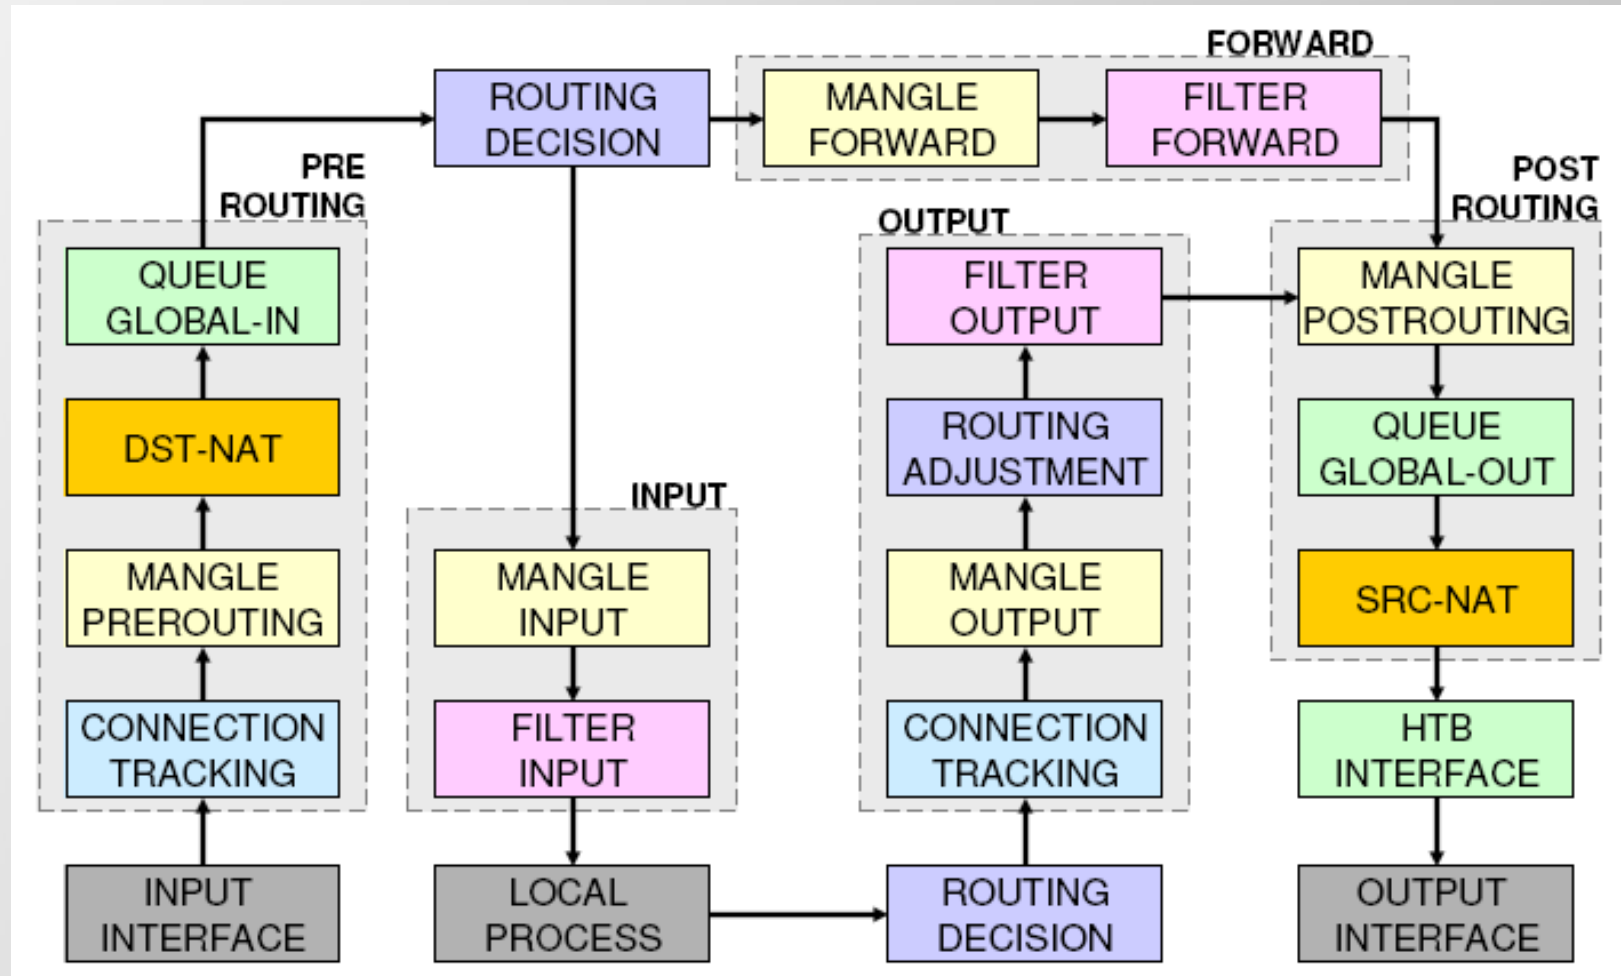 FORWARD
ROUTING
DECISION
MANGLE
FORWARD
FILTER
FORWARD
PRE
ROUTING
QUEUE
GLOBAL-IN
DST-NAT
MANGLE
PREROUTING
CONNECTION
TRACKING
INPUT
INTERFACE
INPUT
MANGLE
INPUT
FILTER
INPUT
LOCAL
PROCESS
OUTPUT
FILTER
OUTPUT
ROUTING
ADJUSTMENT
MANGLE
OUTPUT
CONNECTION
TRACKING
ROUTING
DECISION
POST
ROUTING
MANGLE
POSTROUTING
QUEUE
GLOBAL-OUT
SRC-NAT
HTB
INTERFACE
OUTPUT
INTERFACE